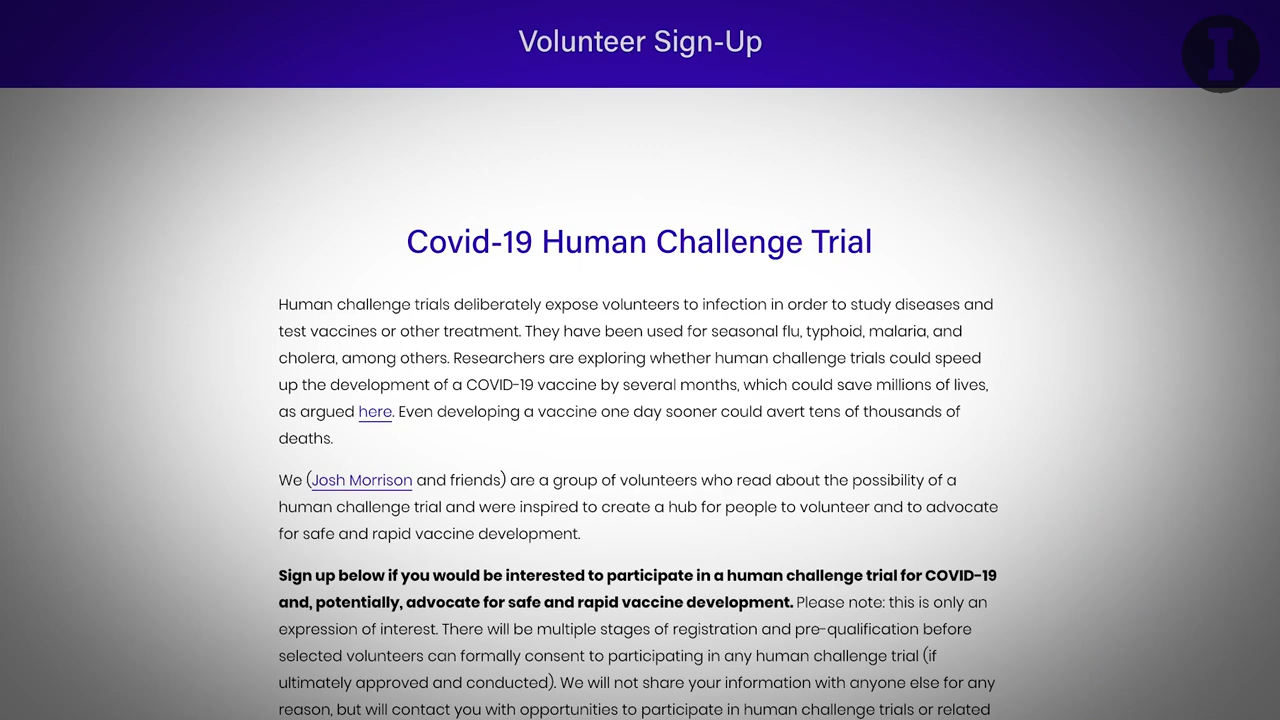 Volunteer Sign-Up
I
Covid-19 Human Challenge Trial
Human challenge trials deliberately expose volunteers to infection in order to study diseases and
test vaccines or other treatment. They have been used for seasonal flu, typhoid, malaria, and
cholera, among others. Researchers are exploring whether human challenge trials could speed
up the development of a COVID-19 vaccine by several months, which could save millions of lives,
as argued here. Even developing a vaccine one day sooner could avert tens of thousands of
deaths.
We (Josh Morrison and friends) are a group of volunteers who read about the possibility of a
human challenge trial and were inspired to create a hub for people to volunteer and to advocate
for safe and rapid vaccine development.
Sign up below if you would be interested to participate in a human challenge trial for COVID-19
and, potentially, advocate for safe and rapid vaccine development. Please note: this is only an
expression of interest. There will be multiple stages of registration and pre-qualification before
selected volunteers can formally consent to participating in any human challenge trial (if
ultimately approved and conducted). We will not share your information with anyone else for any
reason, but will contact you with opportunities to participate in human challenge trials or related